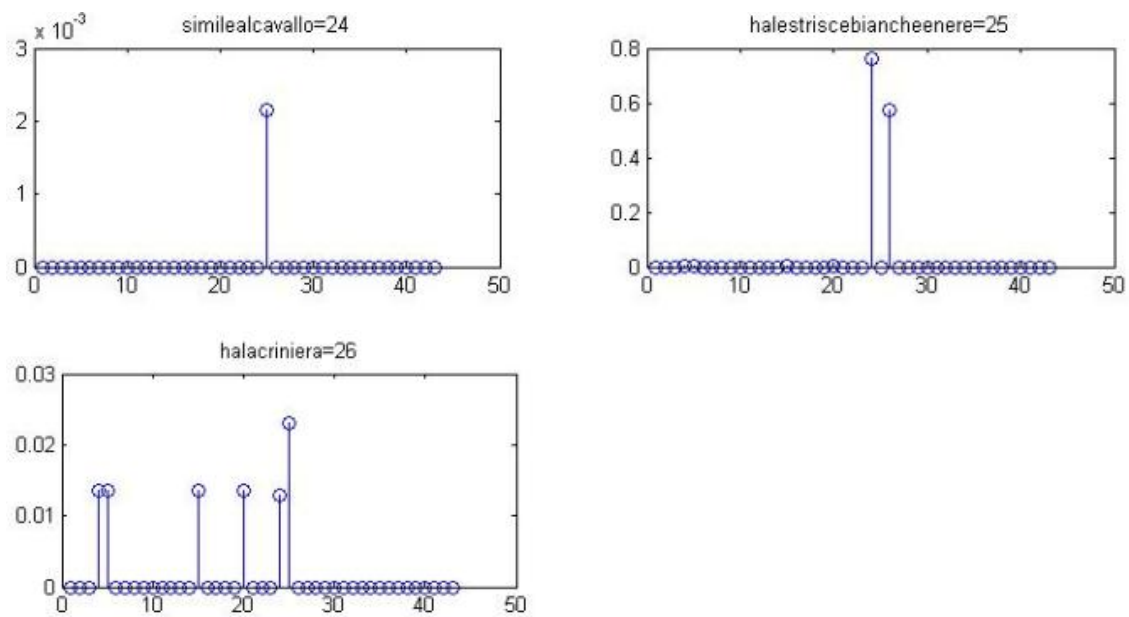 similealcavallo=24
x 10^-3
3
2
1
0
0 10 20 30 40 50
halestriscebiancheenere=25
0.8
0.6
0.4
0.2
0
0 10 20 30 40 50
halacriniera=26
0.03
0.02
0.01
0
0 10 20 30 40 50